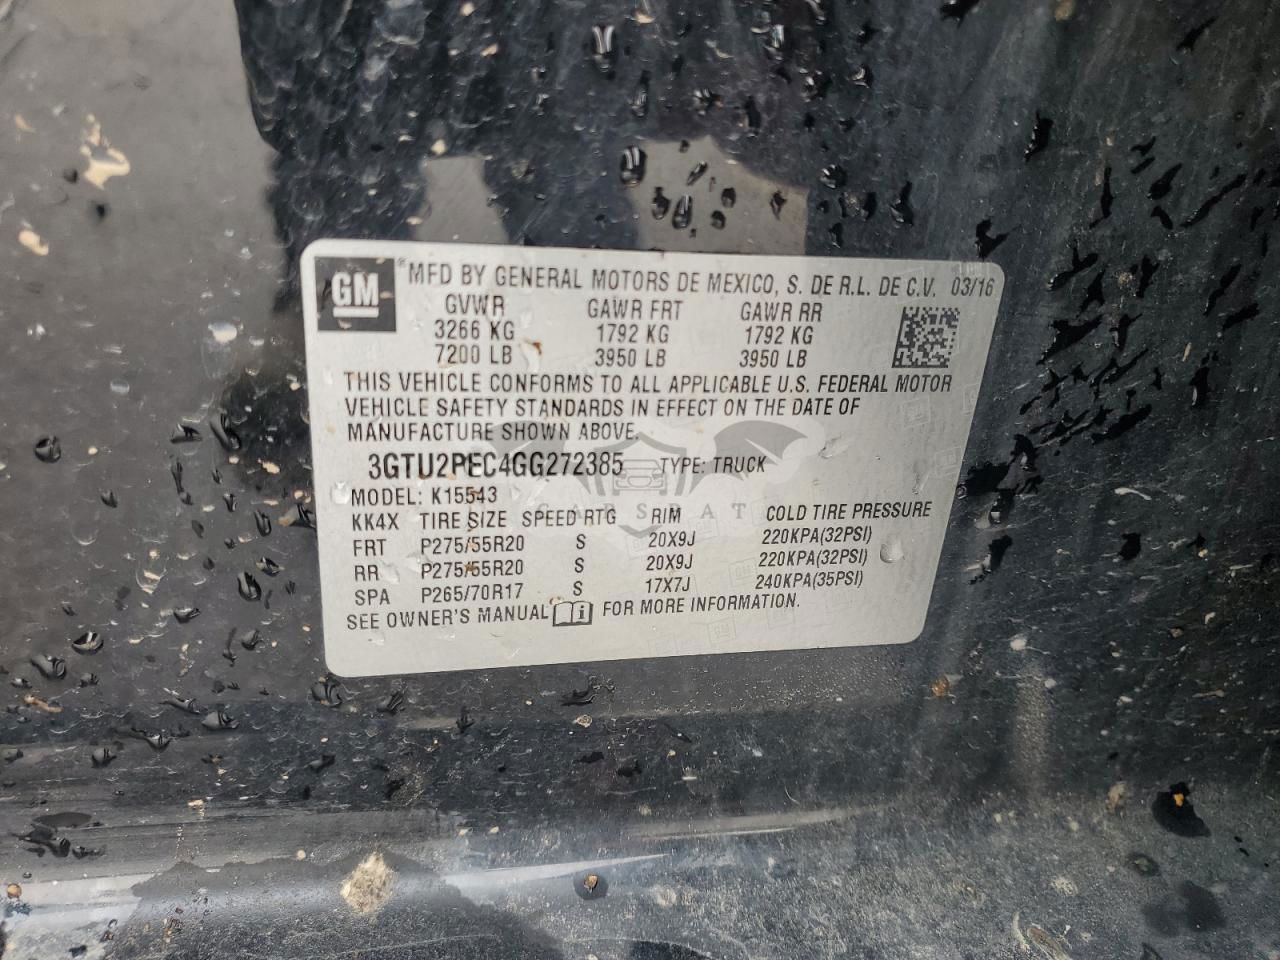 GM ® MFD BY GENERAL MOTORS DE MEXICO, S. DE R.L. DE C.V. 03/16
GVWR GAWR FRT GAWR RR
3266 KG 1792 KG 1792 KG
7200 LB 3950 LB 3950 LB
THIS VEHICLE CONFORMS TO ALL APPLICABLE U.S. FEDERAL MOTOR
VEHICLE SAFETY STANDARDS IN EFFECT ON THE DATE OF
MANUFACTURE SHOWN ABOVE.
3GTU2PEC4GG272385 TYPE: TRUCK
MODEL: K15543
CARSFAT
KK4X TIRE SIZE SPEED RTG RIM COLD TIRE PRESSURE
FRT P275/55R20 S 20X9J 220KPA(32PSI)
RR P275/55R20 S 20X9J 220KPA(32PSI)
SPA P265/70R17 S 17X7J 240KPA(35PSI)
SEE OWNER'S MANUAL i FOR MORE INFORMATION.